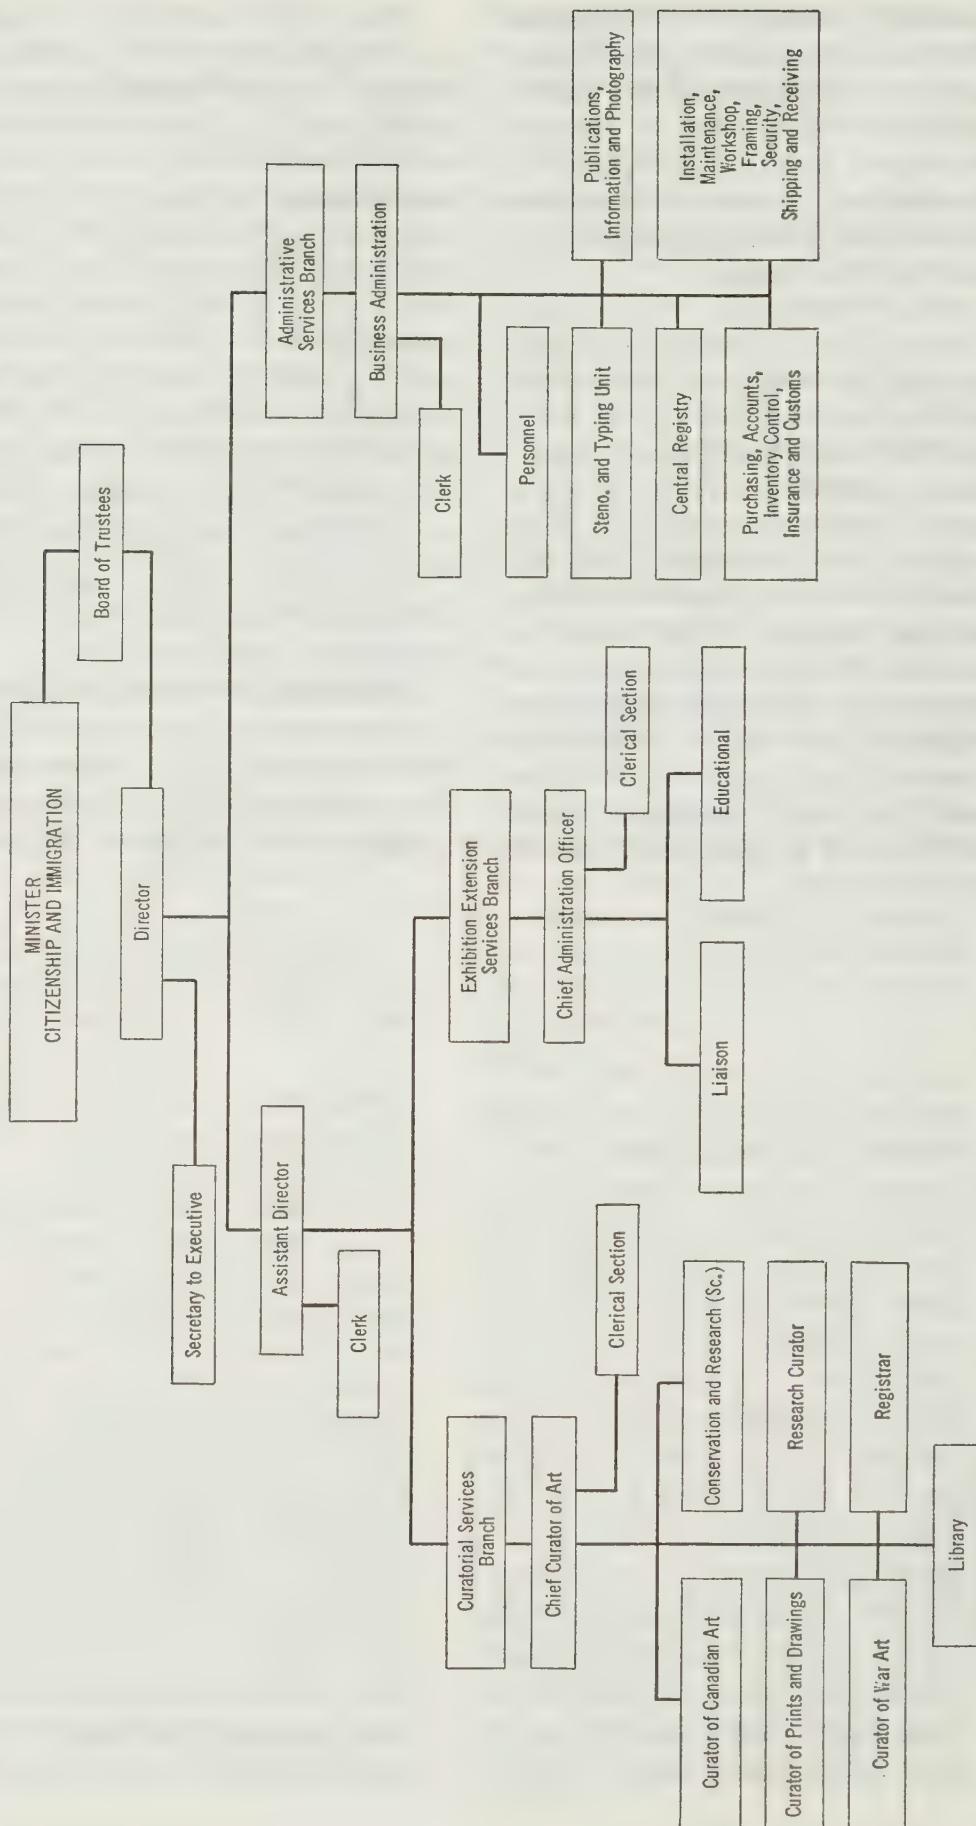 MINISTER
CITIZENSHIP AND IMMIGRATION
Board of Trustees
Director
Secretary to Executive
Assistant Director
Clerk
Administrative
Services Branch
Business Administration
Clerk
Curatorial Services
Branch
Chief Curator of Art
Clerical Section
Exhibition Extension
Services Branch
Chief Administration Officer
Clerical Section
Curator of Canadian Art
Conservation and Research (Sc.)
Curator of Prints and Drawings
Research Curator
Curator of War Art
Registrar
Library
Liaison
Educational
Personnel
Steno. and Typing Unit
Publications,
Information and Photography
Central Registry
Purchasing, Accounts,
Inventory Control,
Insurance and Customs
Installation,
Maintenance,
Workshop,
Framing,
Security,
Shipping and Receiving